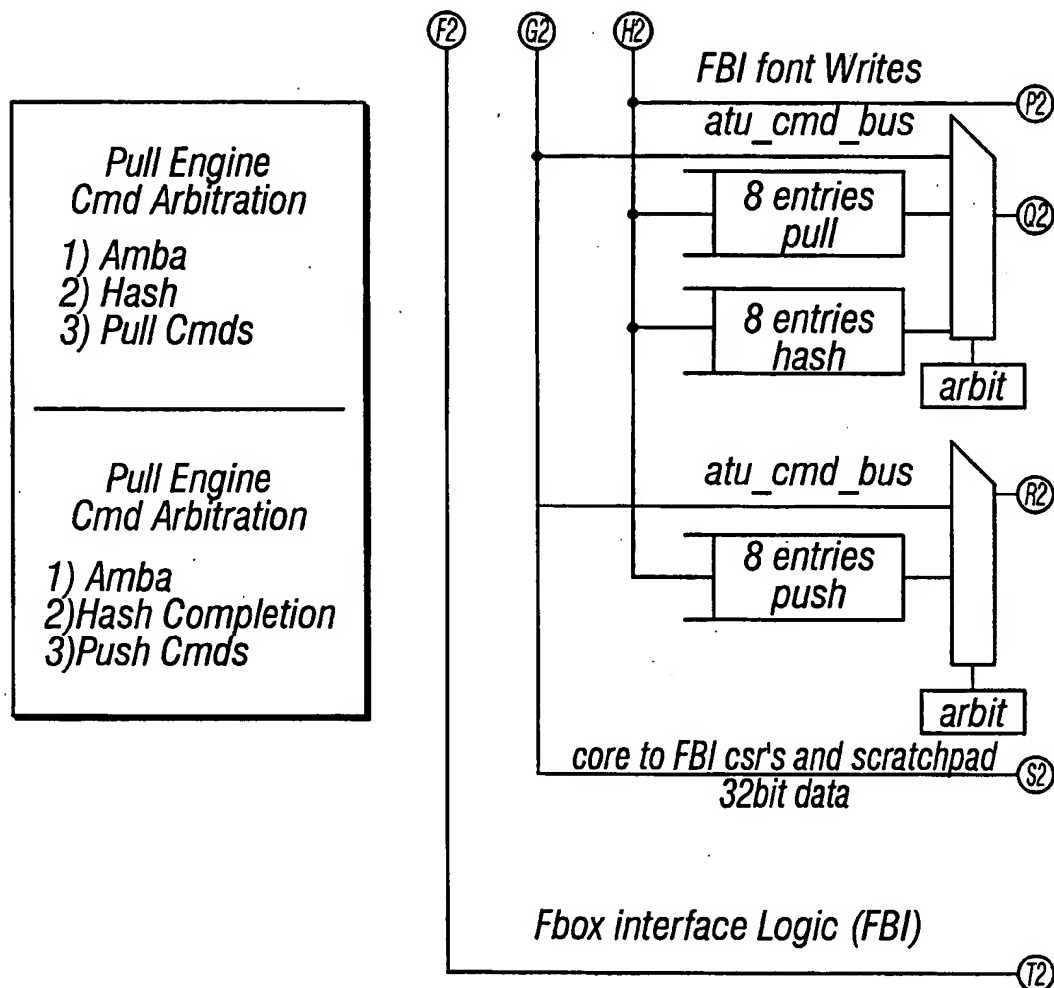 F2 G2 H2
FBI font Writes
P2
atu_cmd_bus
8 entries
pull
Q2
8 entries
hash
arbit
Pull Engine
Cmd Arbitration
1) Amba
2) Hash
3) Pull Cmds
Pull Engine
Cmd Arbitration
1) Amba
2)Hash Completion
3)Push Cmds
atu_cmd_bus
R2
8 entries
push
arbit
core to FBI csr's and scratchpad
32bit data
S2
Fbox interface Logic (FBI)
T2